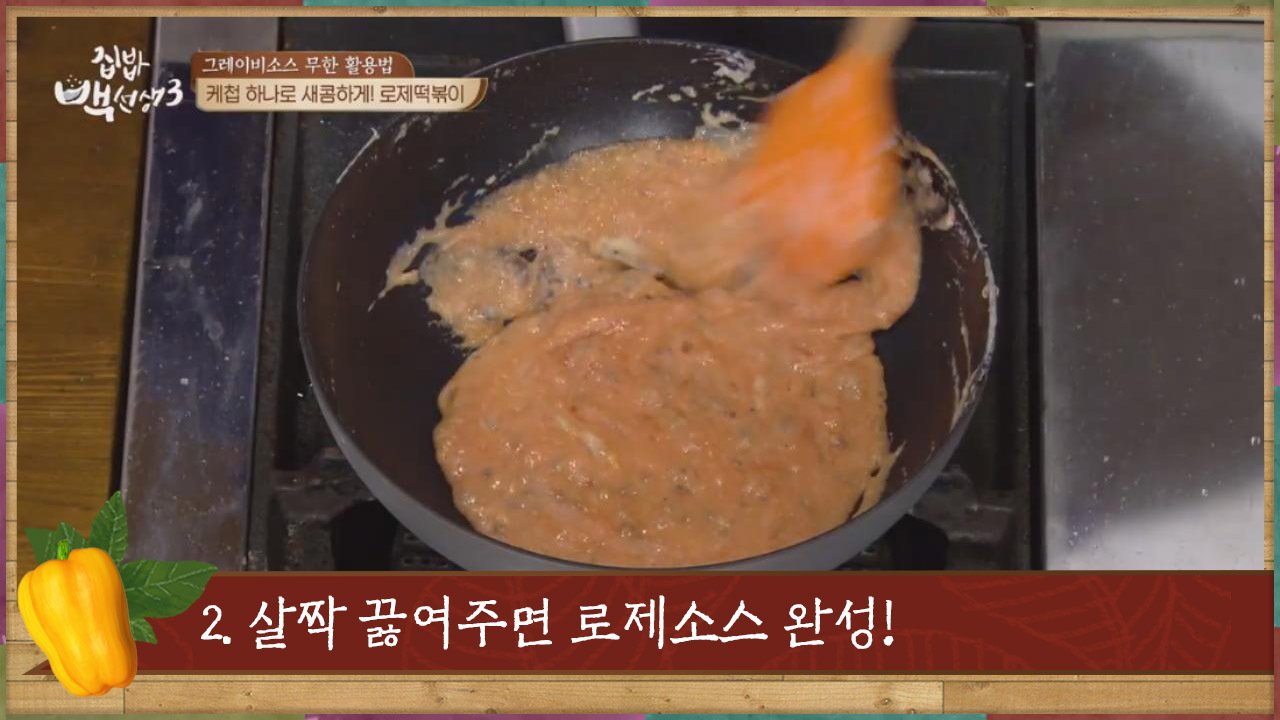 집밥
백선생3
그레이비소스 무한 활용법
케첩 하나로 새콤하게! 로제떡볶이
2. 살짝 끓여주면 로제소스 완성!